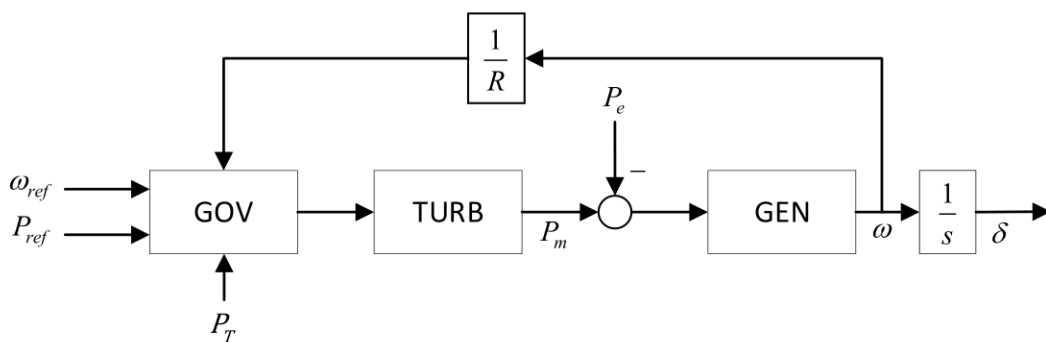 1
R
P_e
−
ω_ref
GOV
TURB
GEN
1
s
P_ref
P_m
ω
δ
P_T